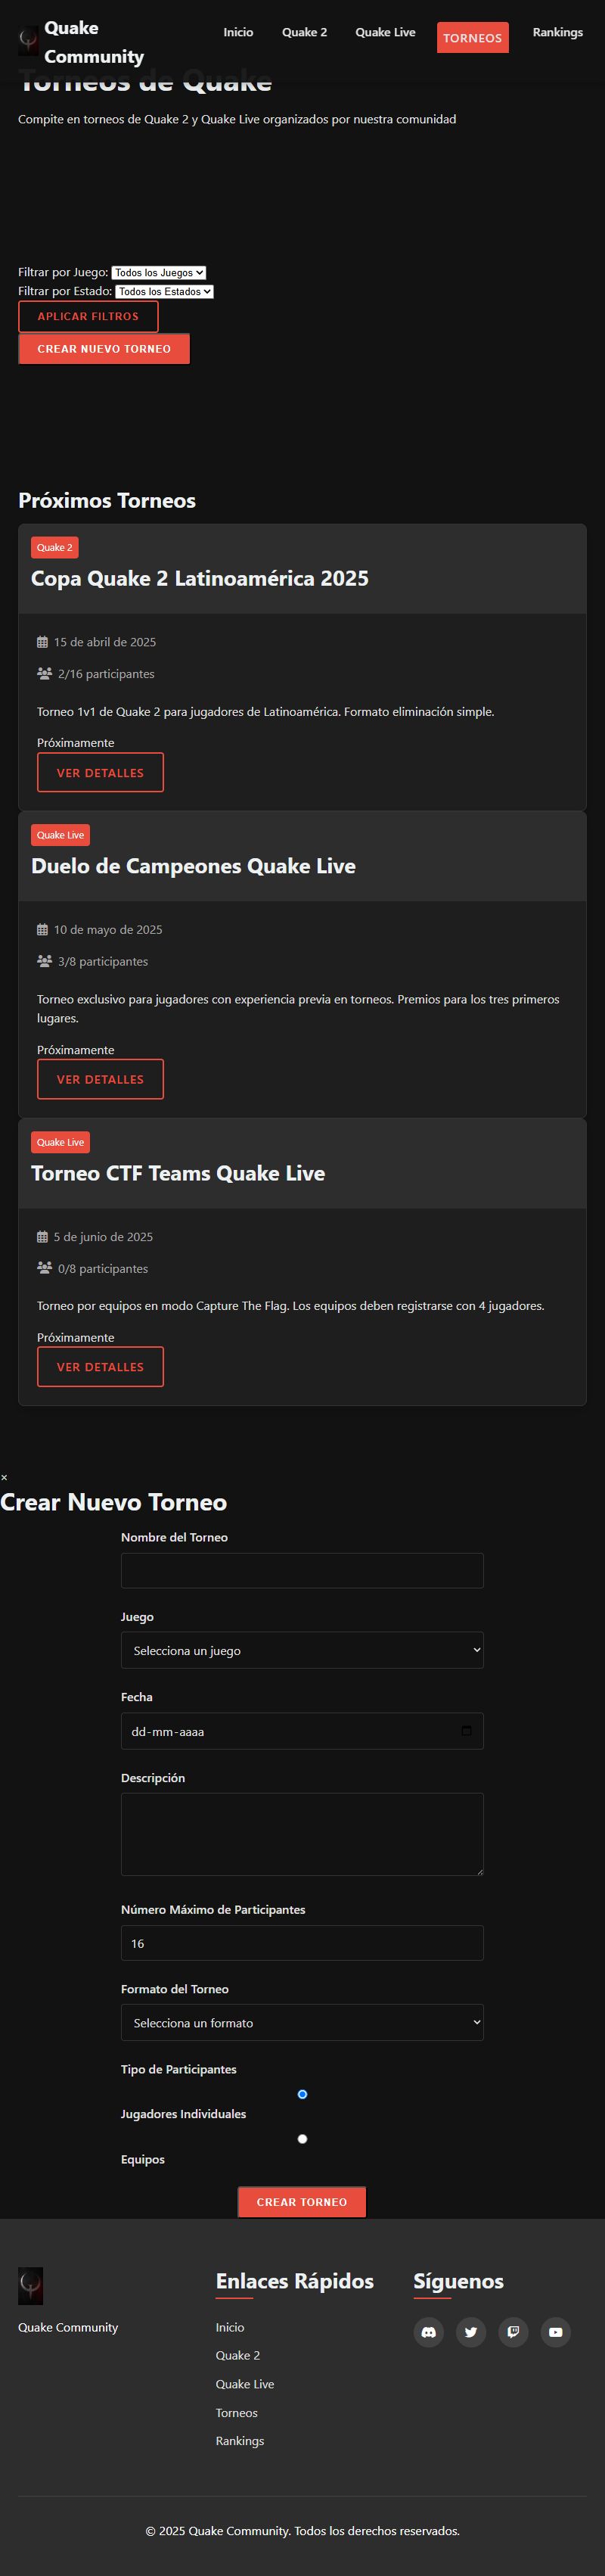 Quake
Community
Inicio
Quake 2
Quake Live
TORNEOS
Rankings
Torneos de Quake
Compite en torneos de Quake 2 y Quake Live organizados por nuestra comunidad
Filtrar por Juego: Todos los Juegos
Filtrar por Estado: Todos los Estados
APLICAR FILTROS
CREAR NUEVO TORNEO
Próximos Torneos
Quake 2
Copa Quake 2 Latinoamérica 2025
15 de abril de 2025
2/16 participantes
Torneo 1v1 de Quake 2 para jugadores de Latinoamérica. Formato eliminación simple.
Próximamente
VER DETALLES
Quake Live
Duelo de Campeones Quake Live
10 de mayo de 2025
3/8 participantes
Torneo exclusivo para jugadores con experiencia previa en torneos. Premios para los tres primeros
lugares.
Próximamente
VER DETALLES
Quake Live
Torneo CTF Teams Quake Live
5 de junio de 2025
0/8 participantes
Torneo por equipos en modo Capture The Flag. Los equipos deben registrarse con 4 jugadores.
Próximamente
VER DETALLES
×
Crear Nuevo Torneo
Nombre del Torneo
Juego
Selecciona un juego
Fecha
dd-mm-aaaa
Descripción
Número Máximo de Participantes
16
Formato del Torneo
Selecciona un formato
Tipo de Participantes
Jugadores Individuales
Equipos
CREAR TORNEO
Quake Community
Enlaces Rápidos
Inicio
Quake 2
Quake Live
Torneos
Rankings
Síguenos
© 2025 Quake Community. Todos los derechos reservados.